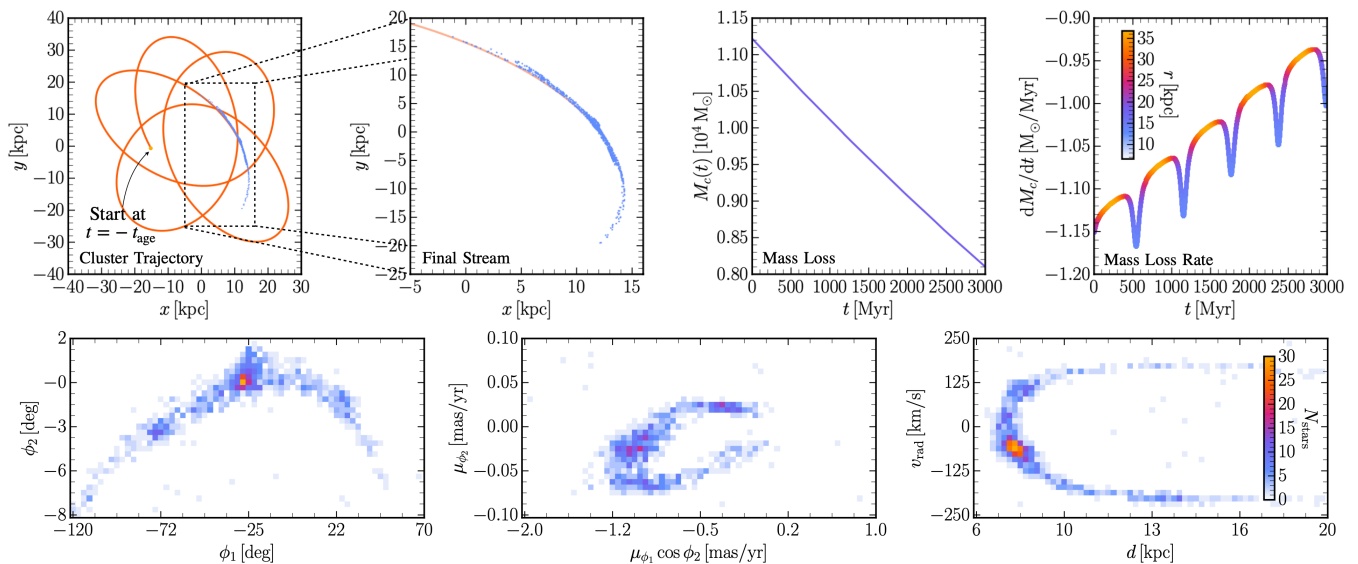 40
30
20
10
0
−10
−20
−30
−40
y [kpc]
−40 −30 −20 −10 0 10 20 30
x [kpc]
Start at
t = − t_age
Cluster Trajectory
20
15
10
5
0
−5
−10
−15
−20
−25
y [kpc]
−5 0 5 10 15
x [kpc]
Final Stream
1.15
1.10
1.05
1.00
0.95
0.90
0.85
0.80
M_c(t) [10^4 M_⊙]
0 500 1000 1500 2000 2500 3000
t [Myr]
Mass Loss
−0.90
−0.95
−1.00
−1.05
−1.10
−1.15
−1.20
dM_c/dt [M_⊙/Myr]
35
30
25
20
15
10
r [kpc]
0 500 1000 1500 2000 2500 3000
t [Myr]
Mass Loss Rate
2
−0
−3
−6
−8
ϕ_2 [deg]
−120 −72 −25 22 70
ϕ_1 [deg]
0.10
0.05
0.00
−0.05
−0.10
μ_ϕ_2 [mas/yr]
−2.0 −1.2 −0.5 0.2 1.0
μ_ϕ_1 cos ϕ_2 [mas/yr]
250
125
0
−125
−250
v_rad [km/s]
6 10 13 16 20
d [kpc]
30
25
20
15
10
5
0
N_stars